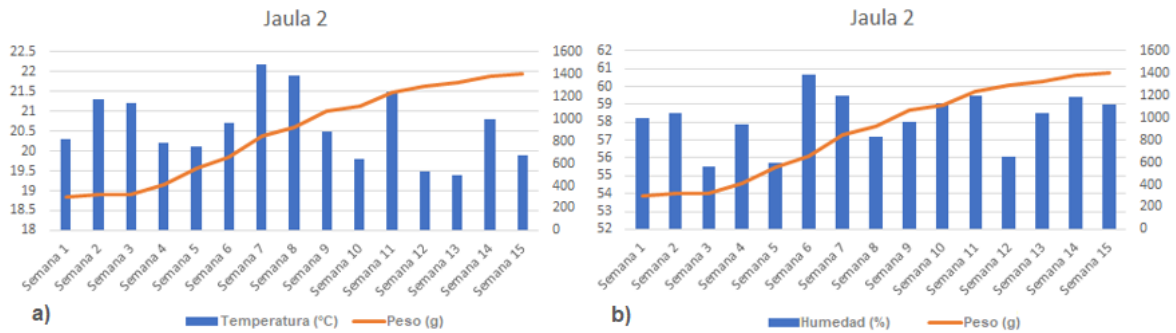 Jaula 2
22.5
22
21.5
21
20.5
20
19.5
19
18.5
18
1600
1400
1200
1000
800
600
400
200
0
Semana 1
Semana 2
Semana 3
Semana 4
Semana 5
Semana 6
Semana 7
Semana 8
Semana 9
Semana 10
Semana 11
Semana 12
Semana 13
Semana 14
Semana 15
a)
Temperatura (°C) Peso (g)
Jaula 2
62
61
60
59
58
57
56
55
54
53
52
1600
1400
1200
1000
800
600
400
200
0
Semana 1
Semana 2
Semana 3
Semana 4
Semana 5
Semana 6
Semana 7
Semana 8
Semana 9
Semana 10
Semana 11
Semana 12
Semana 13
Semana 14
Semana 15
b)
Humedad (%) Peso (g)